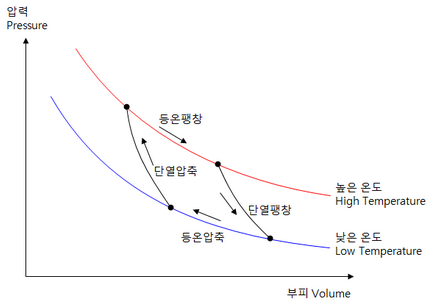 압력
Pressure
등온팽창
단열압축
높은 온도
High Temperature
단열팽창
등온압축
낮은 온도
Low Temperature
부피 Volume